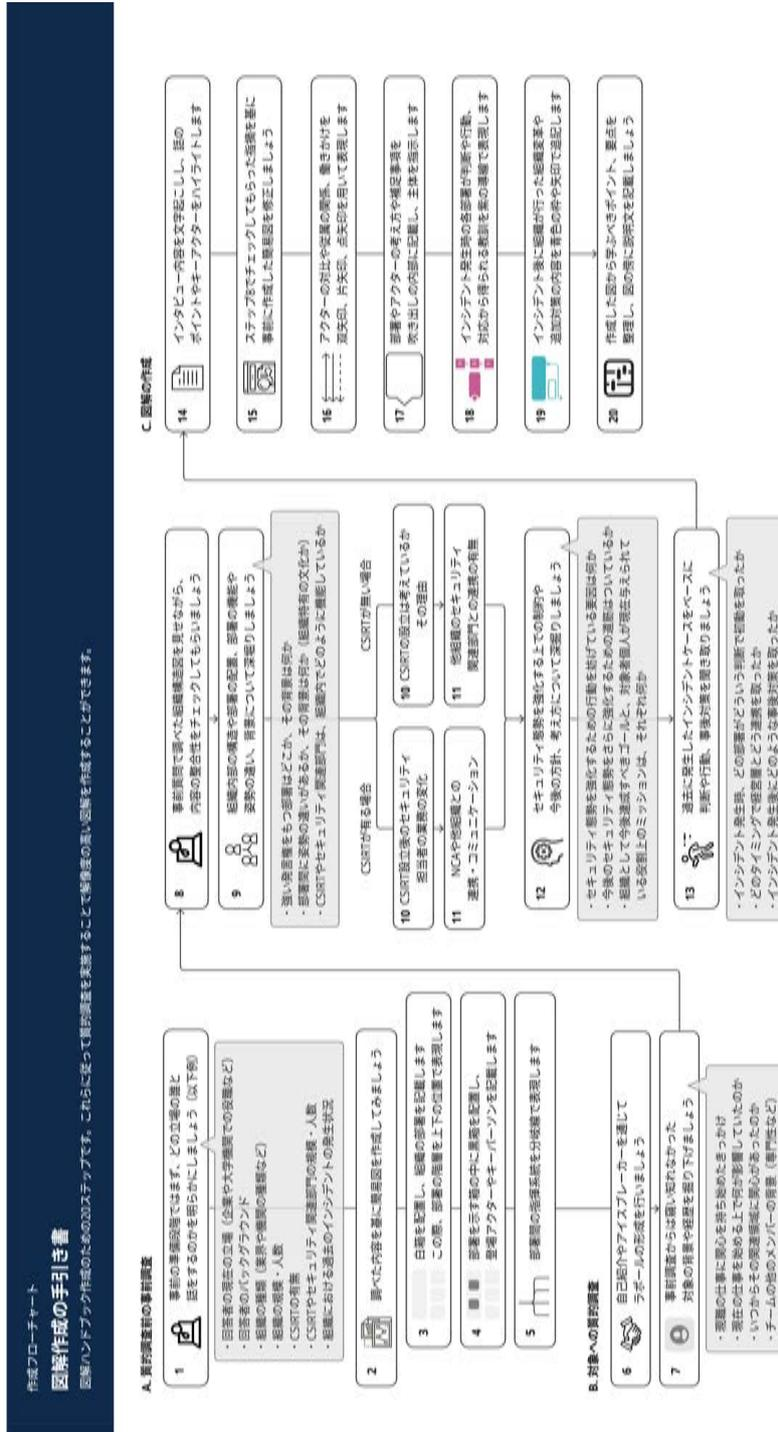 作成フローチャート
図解作成の手引き書
図解ハンドブック作成のための20ステップです。これらに従って質的調査を実施することで解像度の高い図解を作成することができます。
A. 質的調査前の事前調査
1
事前の準備段階ではまず、どの立場の誰と
話をするのかを明らかにしましょう（以下例）
・回答者の現在の立場（企業や大学機関での役職など）
・回答者のバックグラウンド
・組織の種類（業界や機関の種類など）
・組織の規模・人数
・CSIRTの有無
・CSIRTやセキュリティ関連部門の規模・人数
・組織における過去のインシデントの発生状況
2
調べた内容を基に簡易図を作成してみましょう
3
白箱を配置し、組織の部署を記載します
この際、部署の階層を上下の位置で表現します
4
部署を示す箱の中に黒箱を配置し、
登場アクターやキーパーソンを記載します
5
部署間の指揮系統を分岐線で表現します
B. 対象への質的調査
6
自己紹介やアイスブレーカーを通じて
ラポールの形成を行いましょう
7
事前調査からは窺い知れなかった
対象の背景や経歴を掘り下げましょう
・現職の仕事に関心を持ち始めたきっかけ
・現在の仕事を始める上で何が影響していたのか
・いつからその関連領域に関心があったのか
・チームの他のメンバーの背景（専門性など）
8
事前質問で調べた組織構造図を見せながら、
内容の整合性をチェックしてもらいましょう
9
組織内部の構造や部署の配置、部署の機能や
姿勢の違い、背景について深掘りしましょう
・強い発言権をもつ部署はどこか、その背景は何か
・部署間に姿勢の違いがあるか、その背景は何か（組織特有の文化か）
・CSIRTやセキュリティ関連部門は、組織内でどのように機能しているか
CSIRTが有る場合
10 CSIRT設立後のセキュリティ
担当者の業務の変化
11
NCAや他組織との
連携・コミュニケーション
CSIRTが無い場合
10 CSIRTの設立は考えているか
その理由
11
他組織のセキュリティ
関連部門との連携の有無
12
セキュリティ態勢を強化する上での制約や
今後の方針、考え方について深掘りしましょう
・セキュリティ態勢を強化するための行動を妨げている要因は何か
・今後のセキュリティ態勢をさらに強化するための道筋はついているか
・組織として今後達成すべきゴールと、対象者個人が現在与えられて
いる役割上のミッションは、それぞれ何か
13
過去に発生したインシデントケースをベースに
判断や行動、事後対策を聞き取りましょう
・インシデント発生時、どの部署がどういう判断で初動を取ったか
・どのタイミングで経営層とどう連携を取ったか
・インシデント発生後にどのような事後対策を取ったか
C. 図解の作成
14
インタビュー内容を文字起こしし、話の
ポイントやキーアクターをハイライトします
15
ステップ8でチェックしてもらった指摘を基に
事前に作成した簡易図を修正しましょう
16
アクターの対比や従属の関係、働きかけを
双矢印、片矢印、点矢印を用いて表現します
17
部署やアクターの考え方や補足事項を
吹き出しの内部に記載し、主体を指示します
18
インシデント発生時の各部署が判断や行動、
対応から得られる教訓を紫の導線で表現します
19
インシデント後に組織が行った組織変革や
追加対策の内容を青色の枠や矢印で追記します
20
作成した図から学ぶべきポイント、要点を
整理し、図の横に説明文を記載しましょう